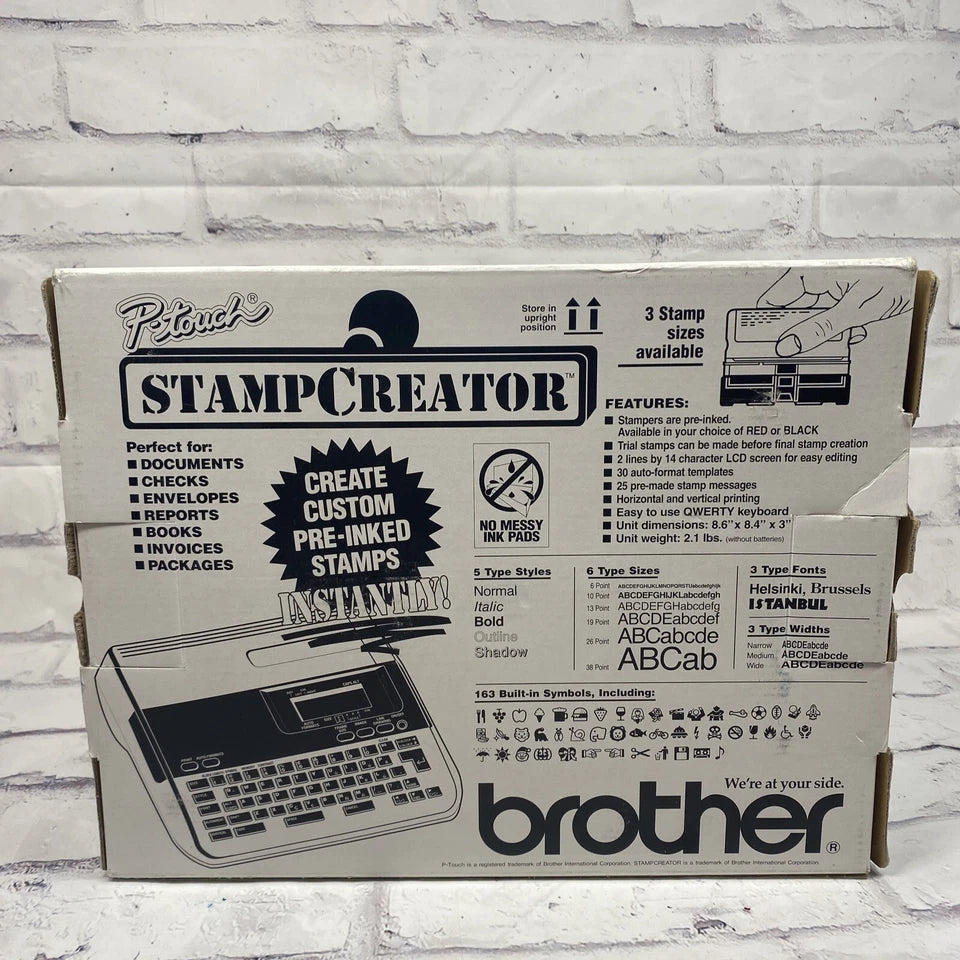 P-touch®
STAMPCREATOR™
Store in
upright
position
3 Stamp
sizes
available
Perfect for:
■ DOCUMENTS
■ CHECKS
■ ENVELOPES
■ REPORTS
■ BOOKS
■ INVOICES
■ PACKAGES
CREATE
CUSTOM
PRE-INKED
STAMPS
INSTANTLY!
NO MESSY
INK PADS
FEATURES:
■ Stampers are pre-inked.
Available in your choice of RED or BLACK
■ Trial stamps can be made before final stamp creation
■ 2 lines by 14 character LCD screen for easy editing
■ 30 auto-format templates
■ 25 pre-made stamp messages
■ Horizontal and vertical printing
■ Easy to use QWERTY keyboard
■ Unit dimensions: 8.6" x 8.4" x 3"
■ Unit weight: 2.1 lbs. (without batteries)
5 Type Styles
Normal
Italic
Bold
Outline
Shadow
6 Type Sizes
6 Point ABCDEFGHIJKLMNOPQRSTUabcdefghijk
10 Point ABCDEFGHIJKLabcdefgh
13 Point ABCDEFGHabcdefg
19 Point ABCDEabcdef
26 Point ABCabcde
38 Point ABCab
3 Type Fonts
Helsinki, Brussels
ISTANBUL
3 Type Widths
Narrow ABCDEabcde
Medium ABCDEabcde
Wide ABCDEabcde
163 Built-in Symbols, Including:
We're at your side.
brother®
P-Touch is a registered trademark of Brother International Corporation. STAMPCREATOR is a trademark of Brother International Corporation.